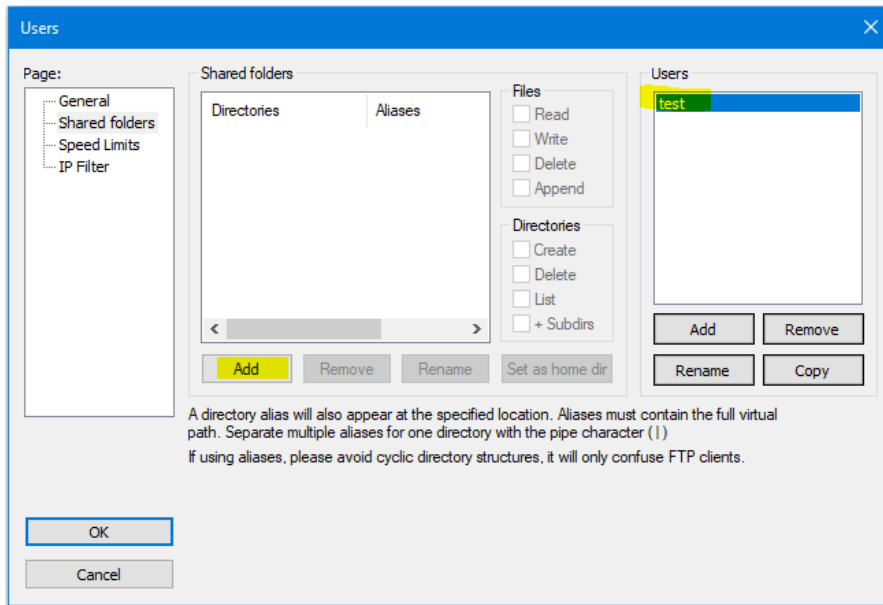 Users
Page:
General
Shared folders
Speed Limits
IP Filter
OK
Cancel
Shared folders
Directories Aliases
Add Remove Rename Set as home dir
Files
Read
Write
Delete
Append
Directories
Create
Delete
List
+ Subdirs
Users
test
Add Remove
Rename Copy
A directory alias will also appear at the specified location. Aliases must contain the full virtual
path. Separate multiple aliases for one directory with the pipe character (|)
If using aliases, please avoid cyclic directory structures, it will only confuse FTP clients.